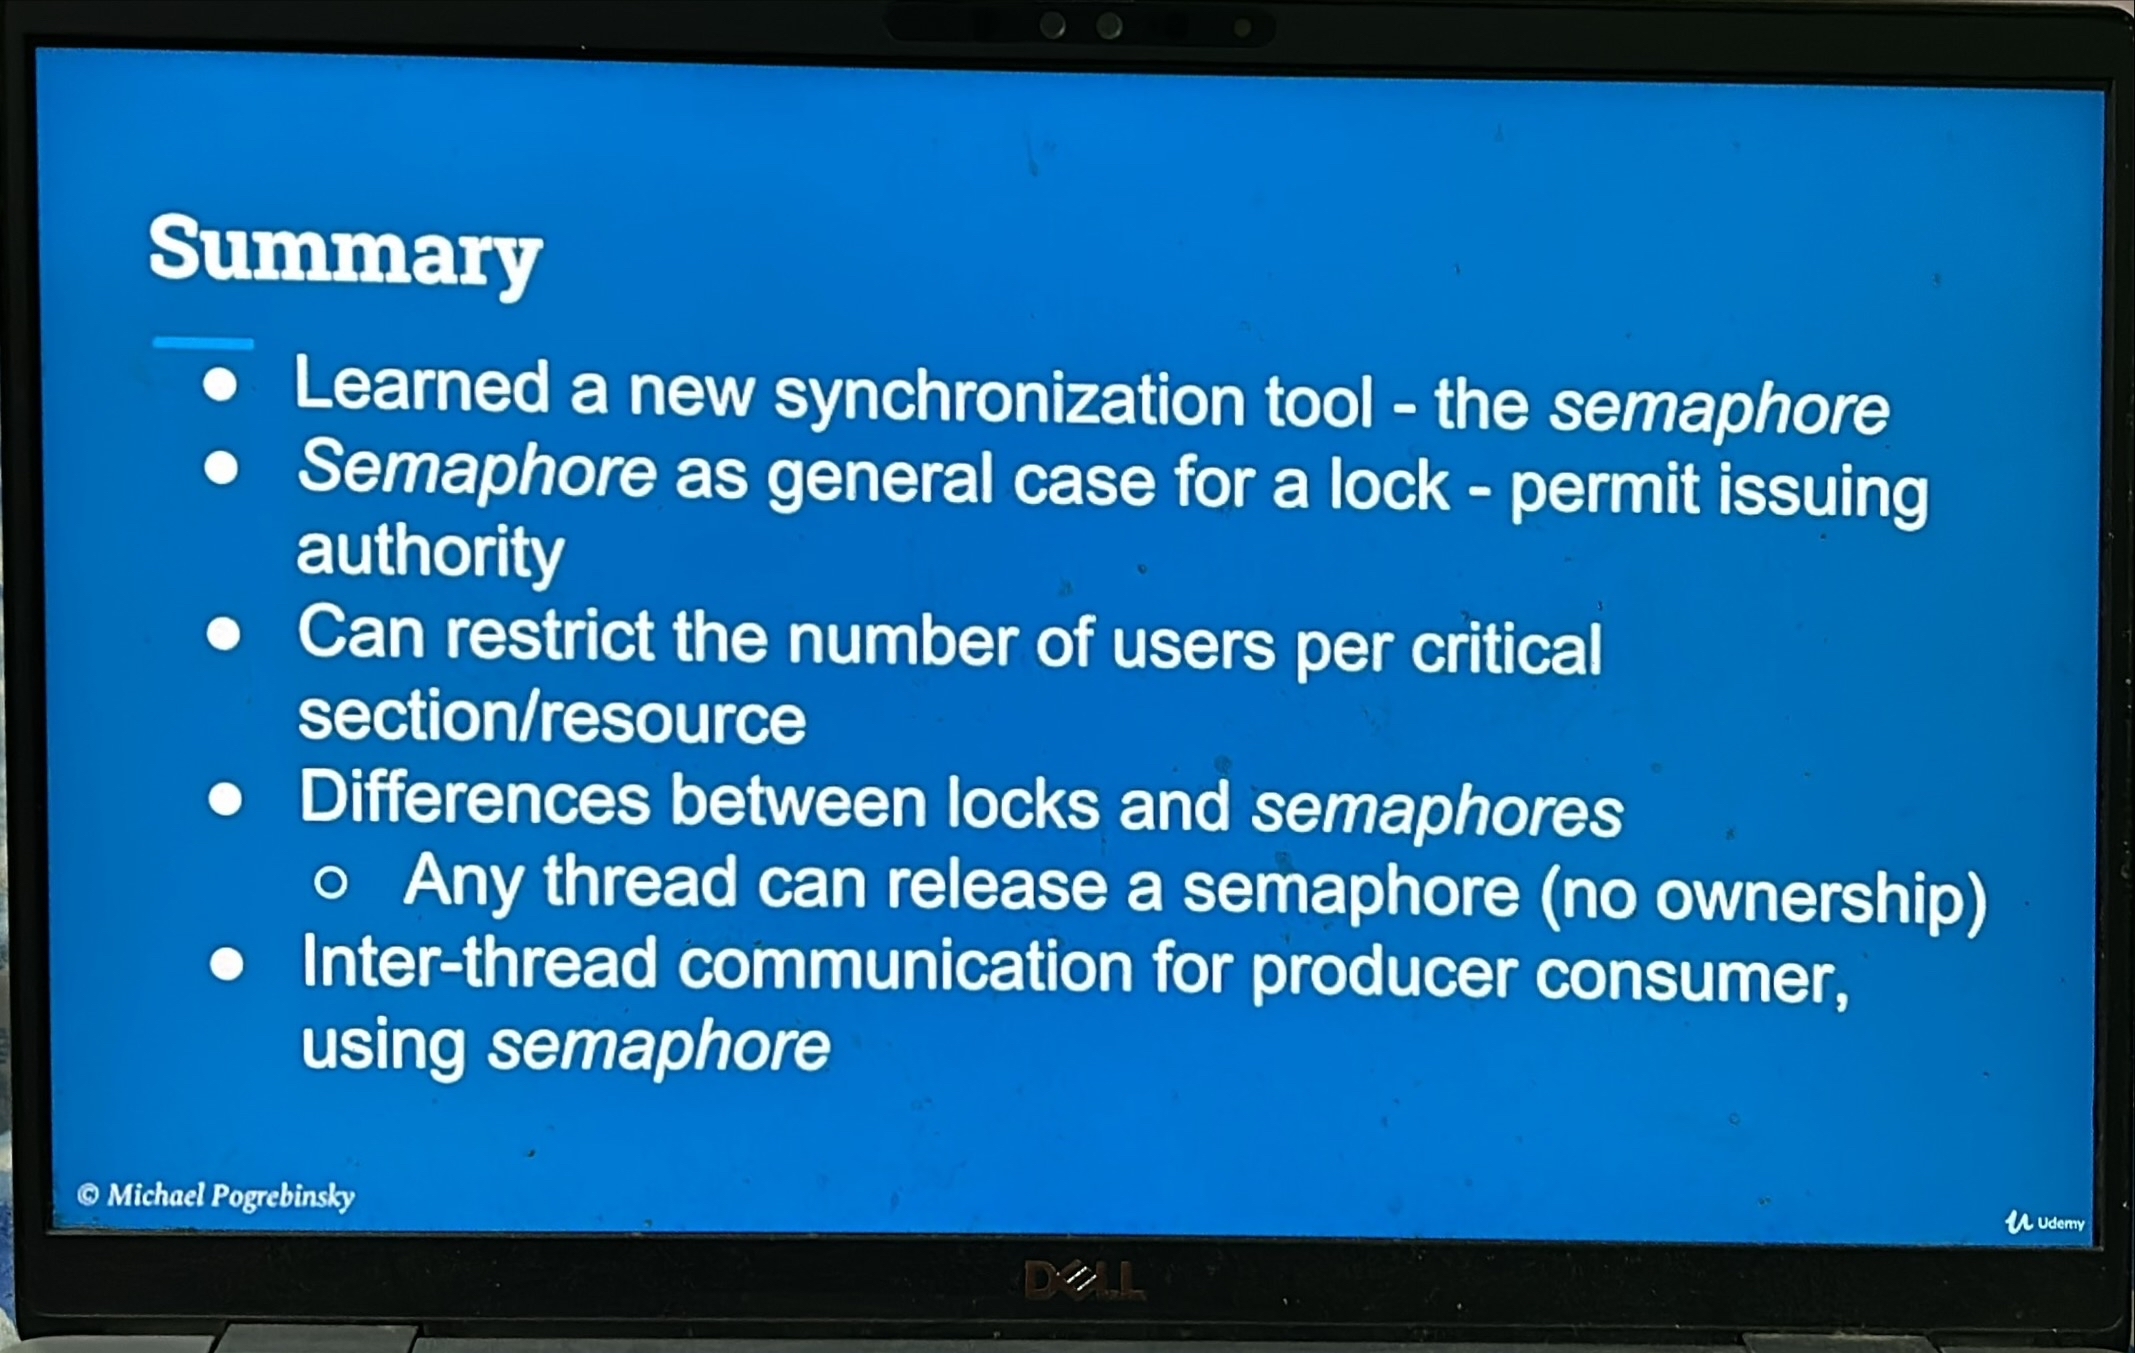 Summary
● Learned a new synchronization tool - the semaphore
● Semaphore as general case for a lock - permit issuing
authority
● Can restrict the number of users per critical
section/resource
● Differences between locks and semaphores
○ Any thread can release a semaphore (no ownership)
● Inter-thread communication for producer consumer,
using semaphore
© Michael Pogrebinsky
Udemy
DELL